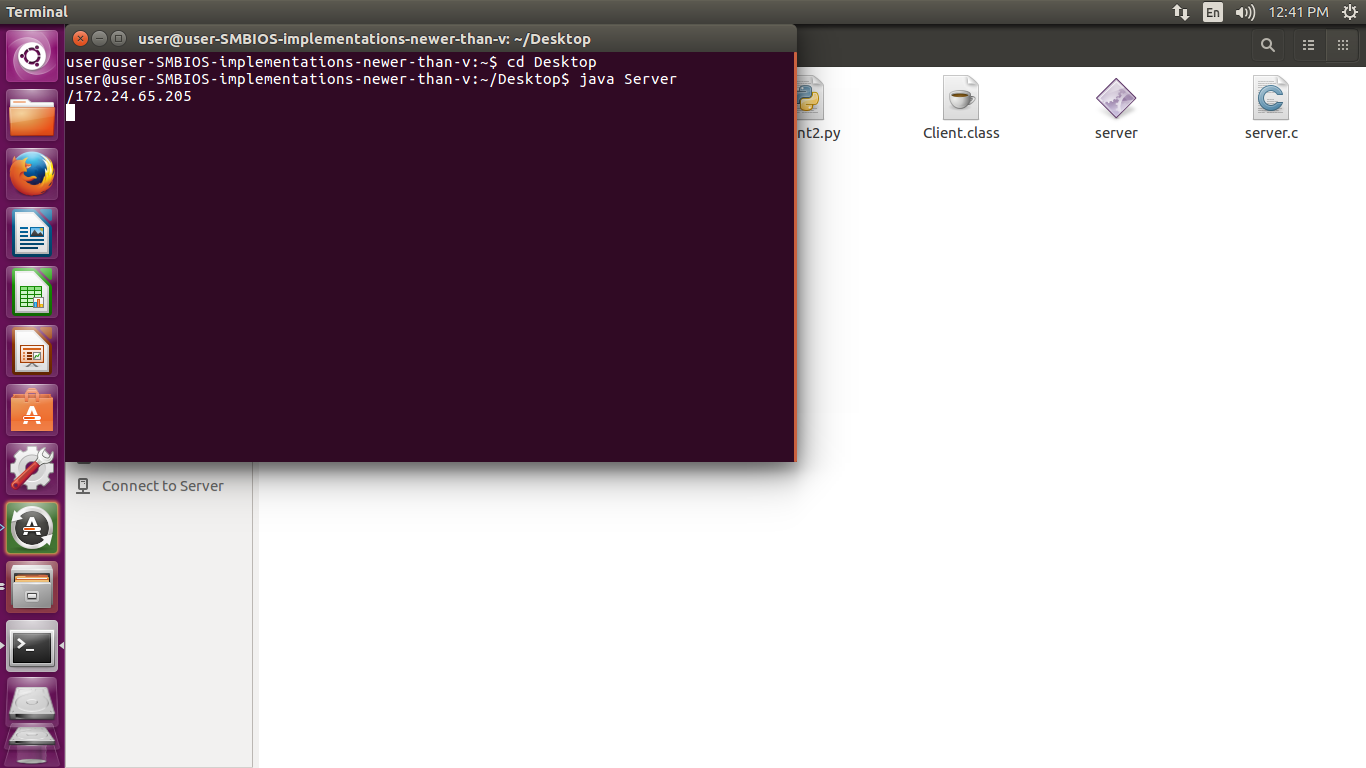 Terminal
En
12:41 PM
user@user-SMBIOS-implementations-newer-than-v: ~/Desktop
user@user-SMBIOS-implementations-newer-than-v:~$ cd Desktop
user@user-SMBIOS-implementations-newer-than-v:~/Desktop$ java Server
/172.24.65.205
nt2.py
Client.class
server
server.c
Connect to Server